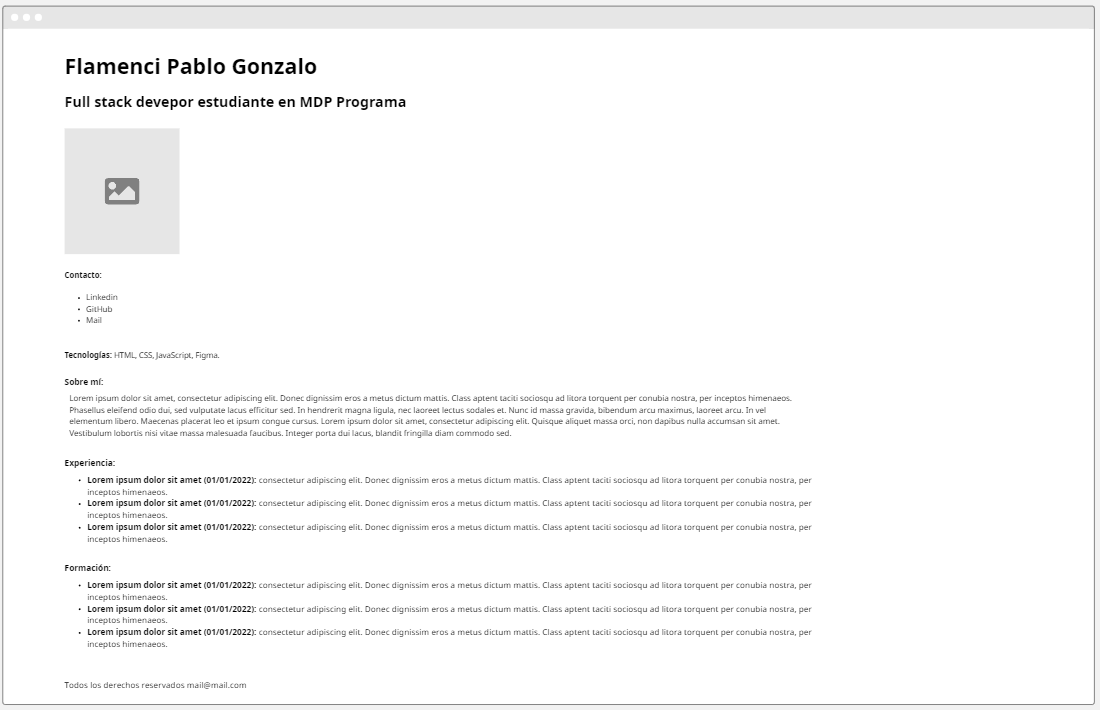 Flamenci Pablo Gonzalo
Full stack devepor estudiante en MDP Programa
Contacto:
• Linkedin
• GitHub
• Mail
Tecnologías: HTML, CSS, JavaScript, Figma.
Sobre mí:
Lorem ipsum dolor sit amet, consectetur adipiscing elit. Donec dignissim eros a metus dictum mattis. Class aptent taciti sociosqu ad litora torquent per conubia nostra, per inceptos himenaeos.
Phasellus eleifend odio dui, sed vulputate lacus efficitur sed. In hendrerit magna ligula, nec laoreet lectus sodales et. Nunc id massa gravida, bibendum arcu maximus, laoreet arcu. In vel
elementum libero. Maecenas placerat leo et ipsum congue cursus. Lorem ipsum dolor sit amet, consectetur adipiscing elit. Quisque aliquet massa orci, non dapibus nulla accumsan sit amet.
Vestibulum lobortis nisi vitae massa malesuada faucibus. Integer porta dui lacus, blandit fringilla diam commodo sed.
Experiencia:
• Lorem ipsum dolor sit amet (01/01/2022): consectetur adipiscing elit. Donec dignissim eros a metus dictum mattis. Class aptent taciti sociosqu ad litora torquent per conubia nostra, per
inceptos himenaeos.
• Lorem ipsum dolor sit amet (01/01/2022): consectetur adipiscing elit. Donec dignissim eros a metus dictum mattis. Class aptent taciti sociosqu ad litora torquent per conubia nostra, per
inceptos himenaeos.
• Lorem ipsum dolor sit amet (01/01/2022): consectetur adipiscing elit. Donec dignissim eros a metus dictum mattis. Class aptent taciti sociosqu ad litora torquent per conubia nostra, per
inceptos himenaeos.
Formación:
• Lorem ipsum dolor sit amet (01/01/2022): consectetur adipiscing elit. Donec dignissim eros a metus dictum mattis. Class aptent taciti sociosqu ad litora torquent per conubia nostra, per
inceptos himenaeos.
• Lorem ipsum dolor sit amet (01/01/2022): consectetur adipiscing elit. Donec dignissim eros a metus dictum mattis. Class aptent taciti sociosqu ad litora torquent per conubia nostra, per
inceptos himenaeos.
• Lorem ipsum dolor sit amet (01/01/2022): consectetur adipiscing elit. Donec dignissim eros a metus dictum mattis. Class aptent taciti sociosqu ad litora torquent per conubia nostra, per
inceptos himenaeos.
Todos los derechos reservados mail@mail.com